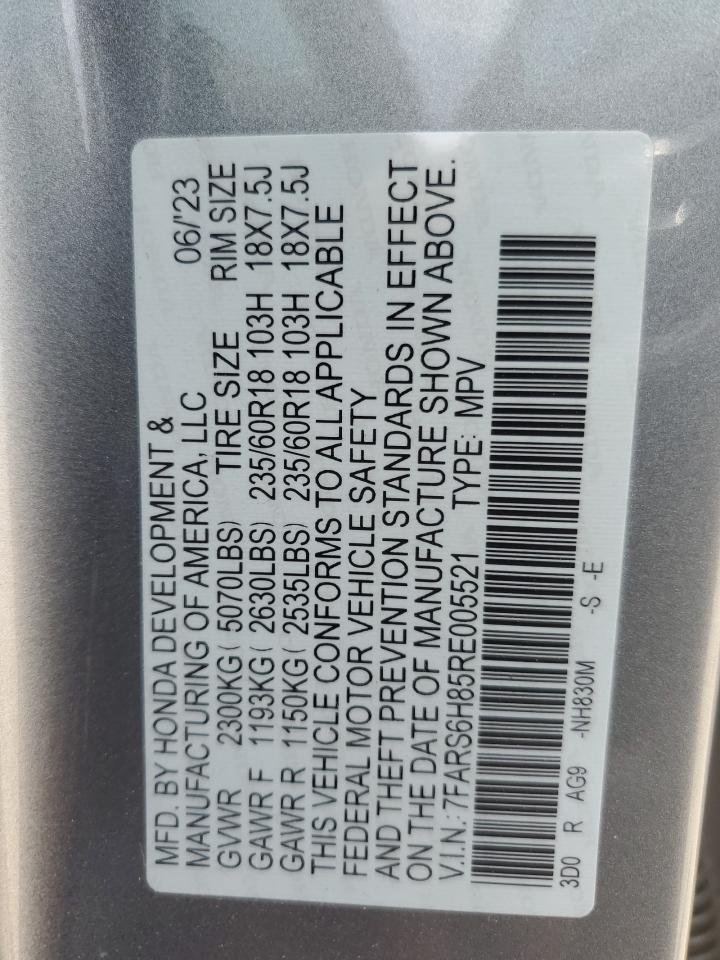 MFD. BY HONDA DEVELOPMENT &
MANUFACTURING OF AMERICA, LLC 06/'23
GVWR 2300KG( 5070LBS) TIRE SIZE RIM SIZE
GAWR F 1193KG( 2630LBS) 235/60R18 103H 18X7.5J
GAWR R 1150KG( 2535LBS) 235/60R18 103H 18X7.5J
THIS VEHICLE CONFORMS TO ALL APPLICABLE
FEDERAL MOTOR VEHICLE SAFETY
AND THEFT PREVENTION STANDARDS IN EFFECT
ON THE DATE OF MANUFACTURE SHOWN ABOVE.
V.I.N.:7FARS6H85RE005521 TYPE: MPV
3D0 R AG9 -NH830M -S -E